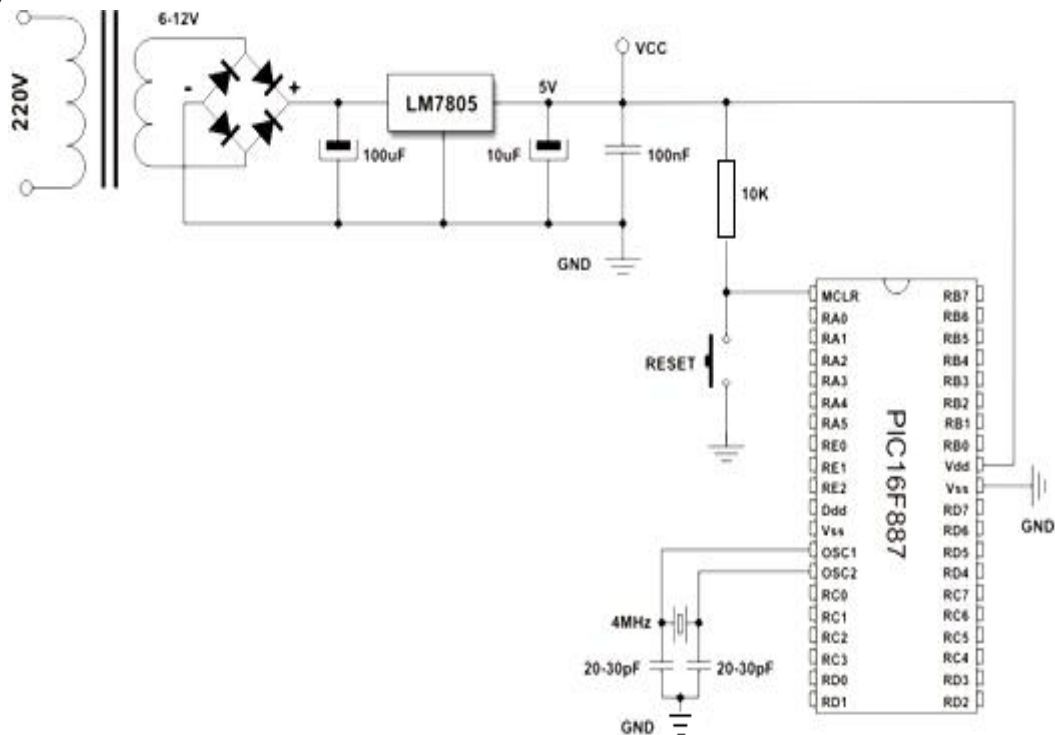 6-12V
220V
-
+
LM7805
5V
VCC
100uF
10uF
100nF
10K
GND
RESET
MCLR
RA0
RA1
RA2
RA3
RA4
RA5
RE0
RE1
RE2
Ddd
Vss
OSC1
OSC2
RC0
RC1
RC2
RC3
RD0
RD1
PIC16F887
RB7
RB6
RB5
RB4
RB3
RB2
RB1
RB0
Vdd
Vss
RD7
RD6
RD5
RD4
RC7
RC6
RC5
RC4
RD3
RD2
GND
4MHz
20-30pF
20-30pF
GND